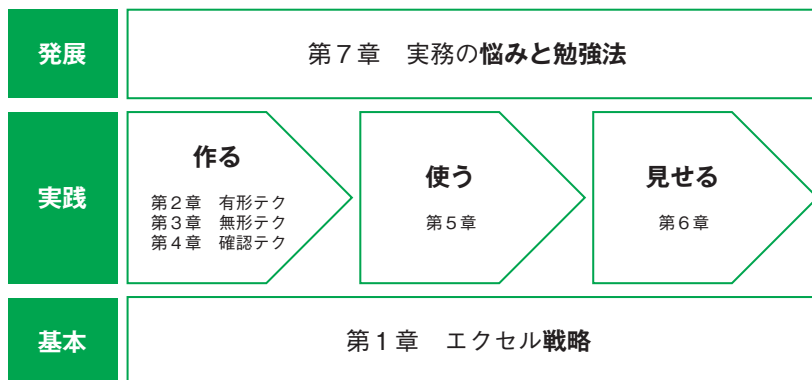 発展
第7章　実務の悩みと勉強法
実践
作る
第2章　有形テク
第3章　無形テク
第4章　確認テク
使う
第5章
見せる
第6章
基本
第1章　エクセル戦略